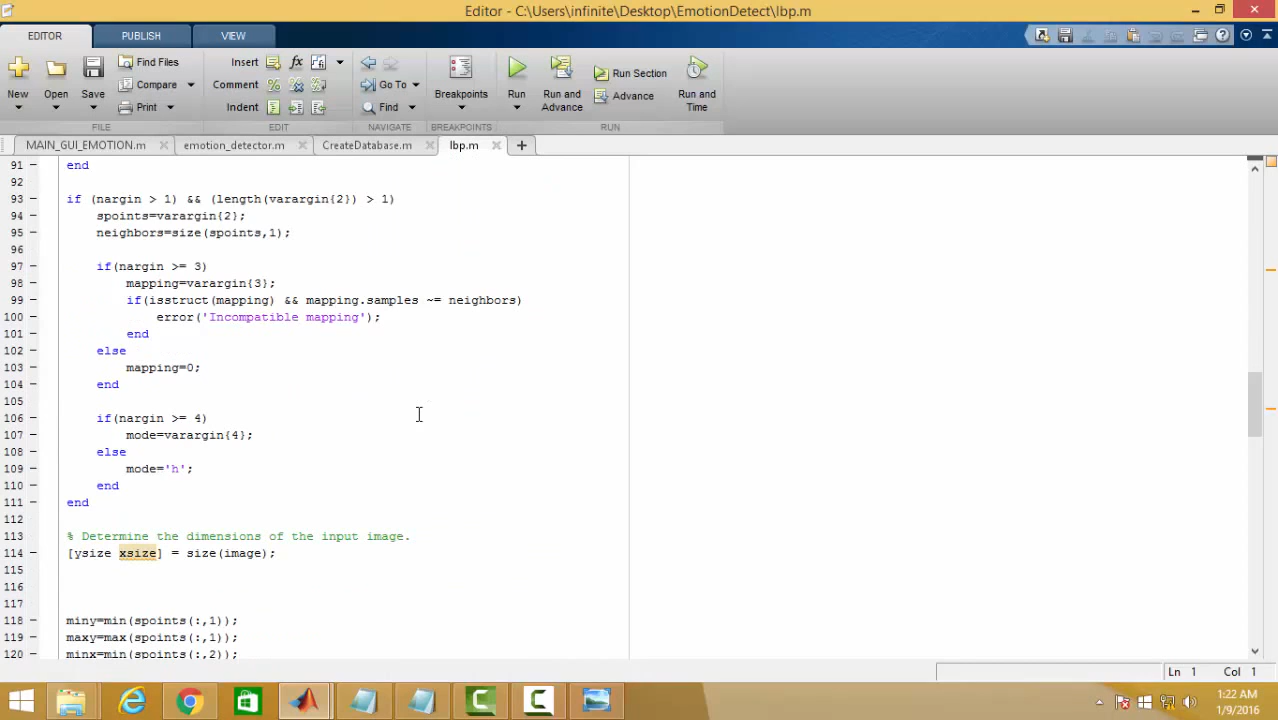 Editor - C:\Users\infinite\Desktop\EmotionDetect\lbp.m
EDITOR PUBLISH VIEW
New Open Save Find Files Compare Print
Insert Comment Indent
Go To Find
Breakpoints
Run Run and Advance Run Section Advance Run and Time
FILE EDIT NAVIGATE BREAKPOINTS RUN
MAIN_GUI_EMOTION.m emotion_detector.m CreateDatabase.m lbp.m
91 end
92
93 if (nargin > 1) && (length(varargin{2}) > 1)
94 spoints=varargin{2};
95 neighbors=size(spoints,1);
96
97 if(nargin >= 3)
98 mapping=varargin{3};
99 if(isstruct(mapping) && mapping.samples ~= neighbors)
100 error('Incompatible mapping');
101 end
102 else
103 mapping=0;
104 end
105
106 if(nargin >= 4)
107 mode=varargin{4};
108 else
109 mode='h';
110 end
111 end
112
113 % Determine the dimensions of the input image.
114 [ysize xsize] = size(image);
115
116
117
118 miny=min(spoints(:,1));
119 maxy=max(spoints(:,1));
120 minx=min(spoints(:,2));
Ln 1 Col 1
1:22 AM
1/9/2016